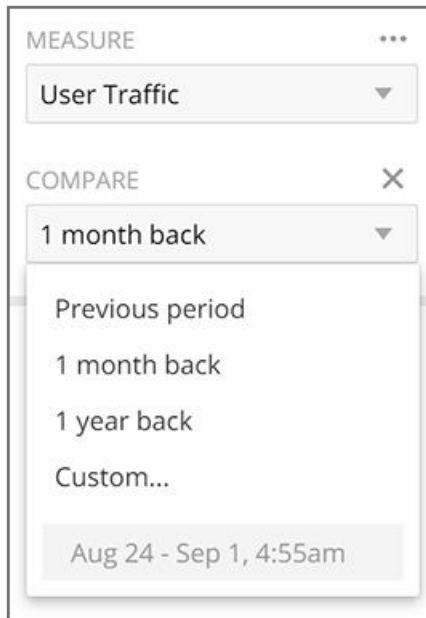 MEASURE
User Traffic
COMPARE
1 month back
Previous period
1 month back
1 year back
Custom...
Aug 24 - Sep 1, 4:55am